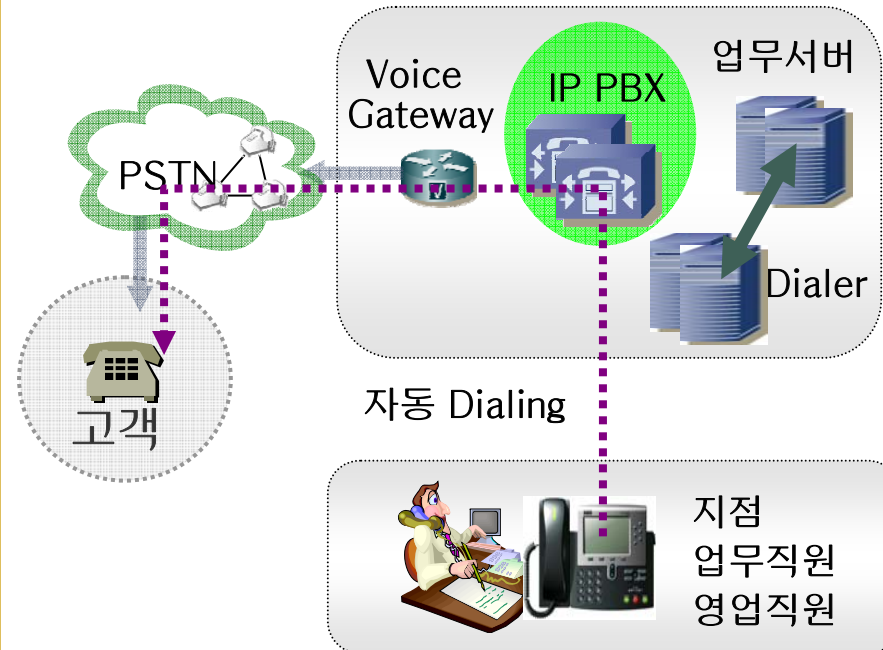 Voice
Gateway
IP PBX
업무서버
PSTN
Dialer
고객
자동 Dialing
지점
업무직원
영업직원